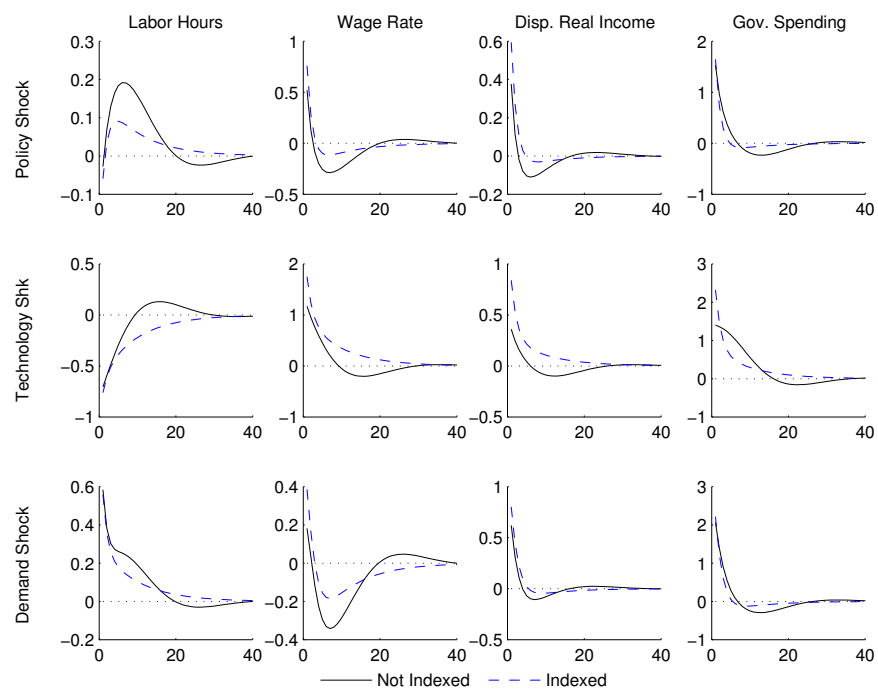 Labor Hours Wage Rate Disp. Real Income Gov. Spending
Policy Shock
0.3 0.2 0.1 0 −0.1
0 20 40
1 0.5 0 −0.5
0 20 40
0.6 0.4 0.2 0 −0.2
0 20 40
2 1 0 −1
0 20 40
Technology Shk
0.5 0 −0.5 −1
0 20 40
2 1 0 −1
0 20 40
1 0.5 0 −0.5
0 20 40
3 2 1 0 −1
0 20 40
Demand Shock
0.6 0.4 0.2 0 −0.2
0 20 40
0.4 0.2 0 −0.2 −0.4
0 20 40
1 0.5 0 −0.5
0 20 40
3 2 1 0 −1
0 20 40
Not Indexed Indexed